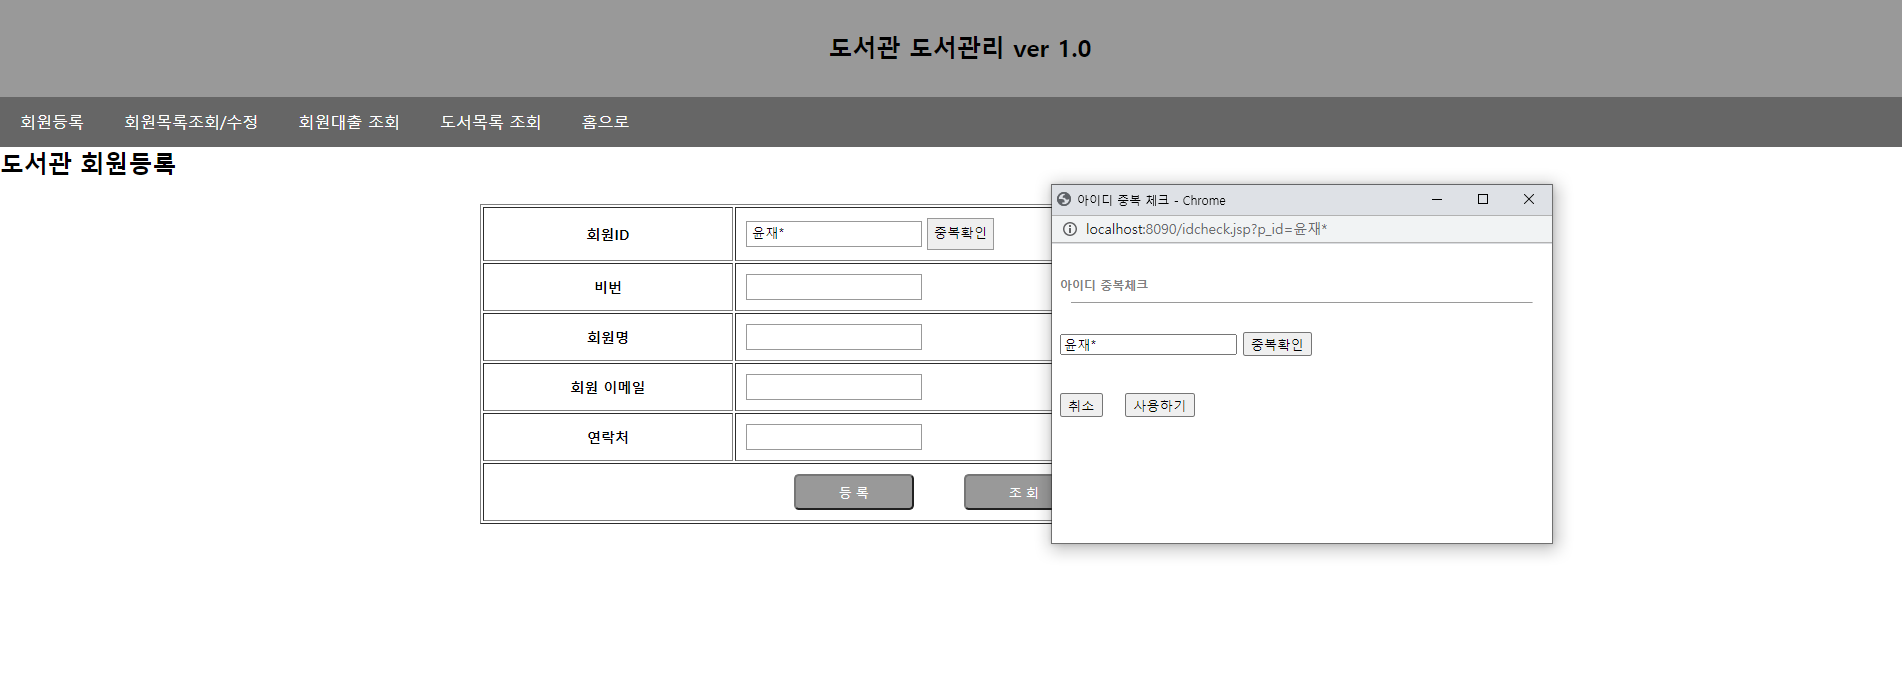 도서관 도서관리 ver 1.0
회원등록 회원목록조회/수정 회원대출 조회 도서목록 조회 홈으로
도서관 회원등록
회원ID 윤재* 중복확인
비번
회원명
회원 이메일
연락처
등 록 조 회
아이디 중복 체크 - Chrome
localhost:8090/idcheck.jsp?p_id=윤재*
아이디 중복체크
윤재* 중복확인
취소 사용하기